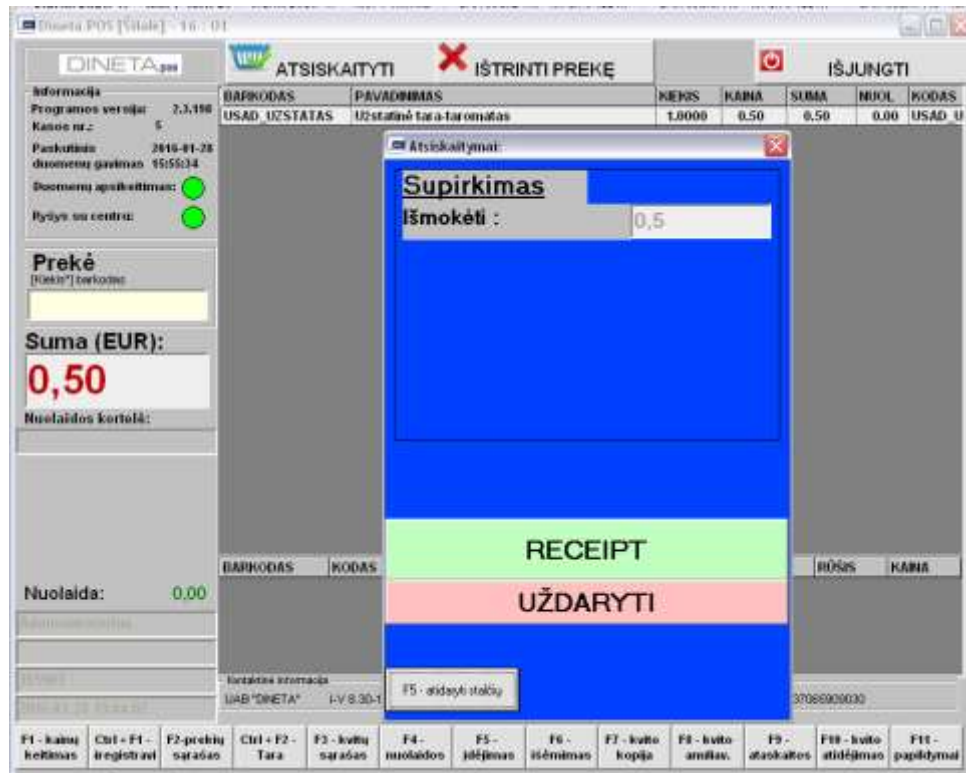 Dineta POS [Šilalė] - 16 : 01
DINETA.pos
ATSISKAITYTI
IŠTRINTI PREKĘ
IŠJUNGTI
Informacija
Programos versija: 2.3.198
Kasos nr.: 5
Paskutinis 2016-01-28
duomenų gavimas 15:55:34
Duomenų apsikeitimas:
Ryšys su centru:
BARKODAS PAVADINIMAS KIEKIS KAINA SUMA NUOL KODAS
USAD_UZSTATAS Užstatinė tara-taromatas 1.0000 0.50 0.50 0.00 USAD_U
Atsiskaitymai:
Supirkimas
Išmokėti : 0,5
Prekė
[Kiekis*] barkodas
Suma (EUR):
0,50
Nuolaidos kortelė:
RECEIPT
BARKODAS KODAS RŪŠIS KAINA
UŽDARYTI
Nuolaida: 0,00
Kontaktinė informacija
UAB "DINETA" I-V 8.30-1
F5 - atidaryti stalčių
37086909030
F1 - kainų keitimas
Ctrl + F1 - įregistravi
F2-prekių sąrašas
Ctrl + F2 - Tara
F3 - kvitų sąrašas
F4 - nuolaidos
F5 - įdėjimas
F6 - išėmimas
F7 - kvito kopija
F8 - kvito anuliav.
F9 - ataskaitos
F10 - kvito atidėjimas
F11 - papildymai